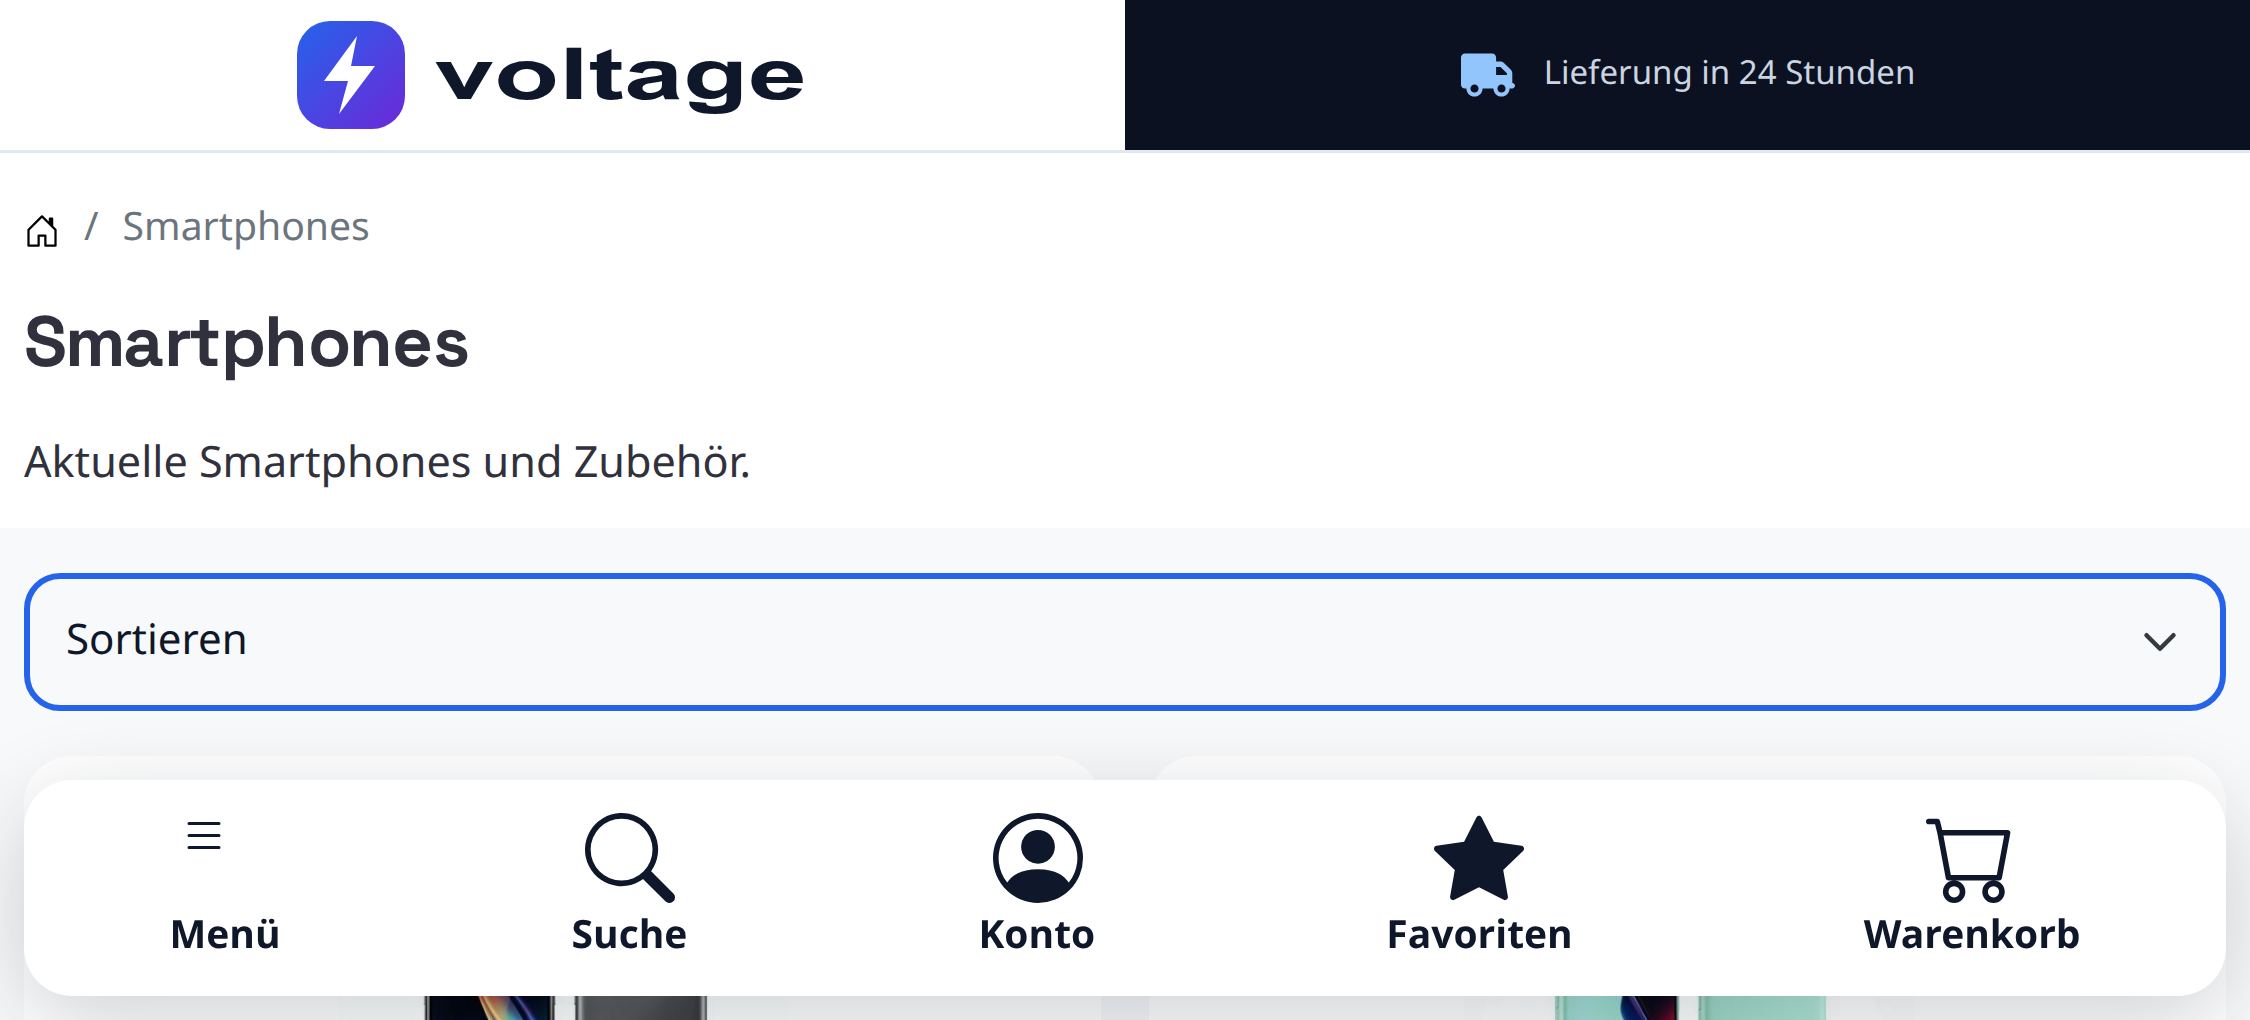 voltage
Lieferung in 24 Stunden
/ Smartphones
Smartphones
Aktuelle Smartphones und Zubehör.
Sortieren
Menü
Suche
Konto
Favoriten
Warenkorb